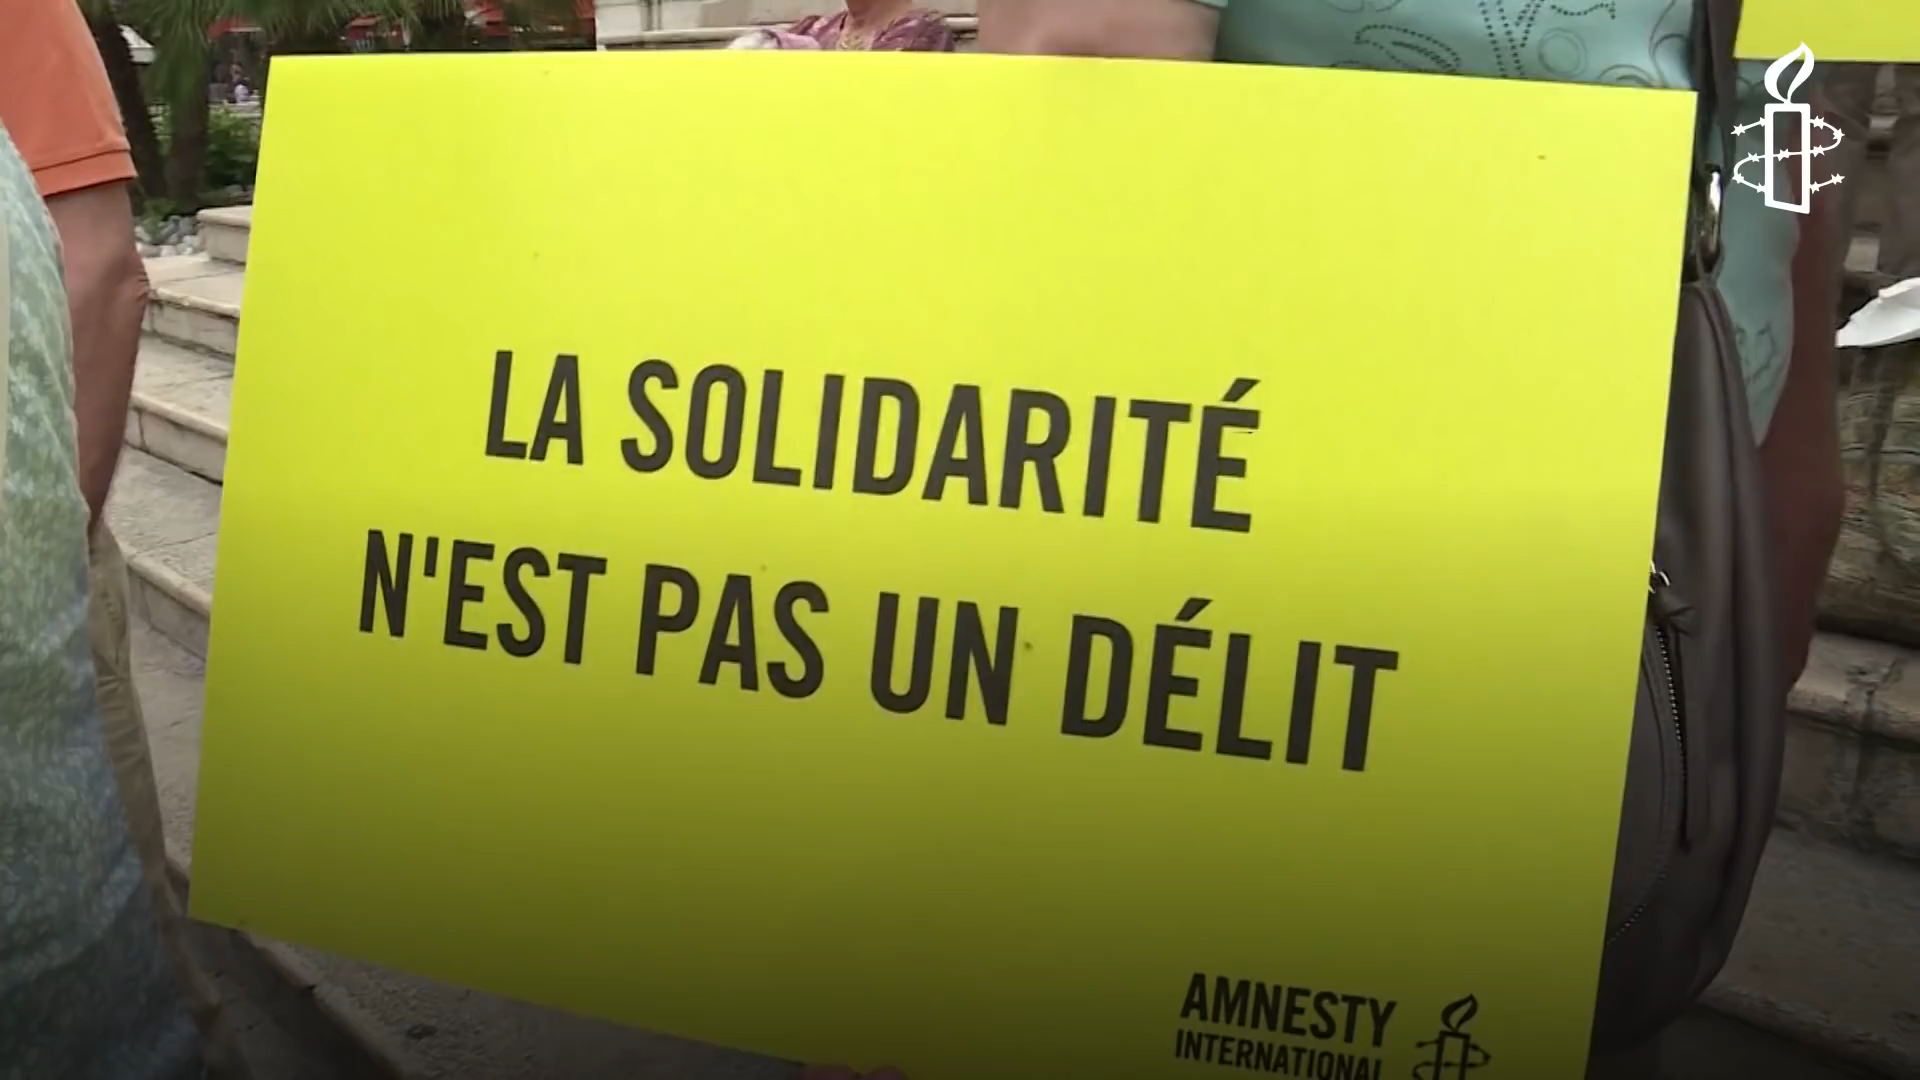 LA SOLIDARITÉ
N'EST PAS UN DÉLIT
AMNESTY
INTERNATIONAL